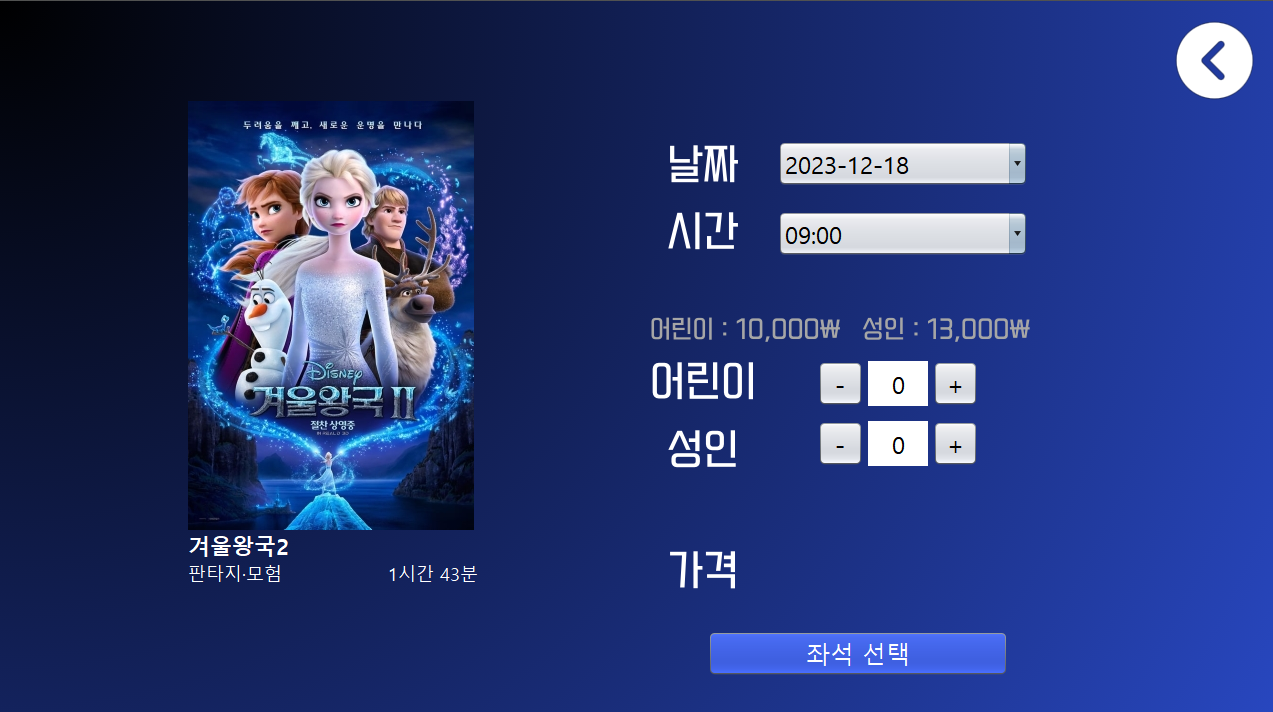 두려움을 깨고, 새로운 운명을 만나다
Disney
겨울왕국 II
절찬 상영중
겨울왕국2
판타지·모험 1시간 43분
날짜 2023-12-18
시간 09:00
어린이 : 10,000₩ 성인 : 13,000₩
어린이 - 0 +
성인 - 0 +
가격
좌석 선택